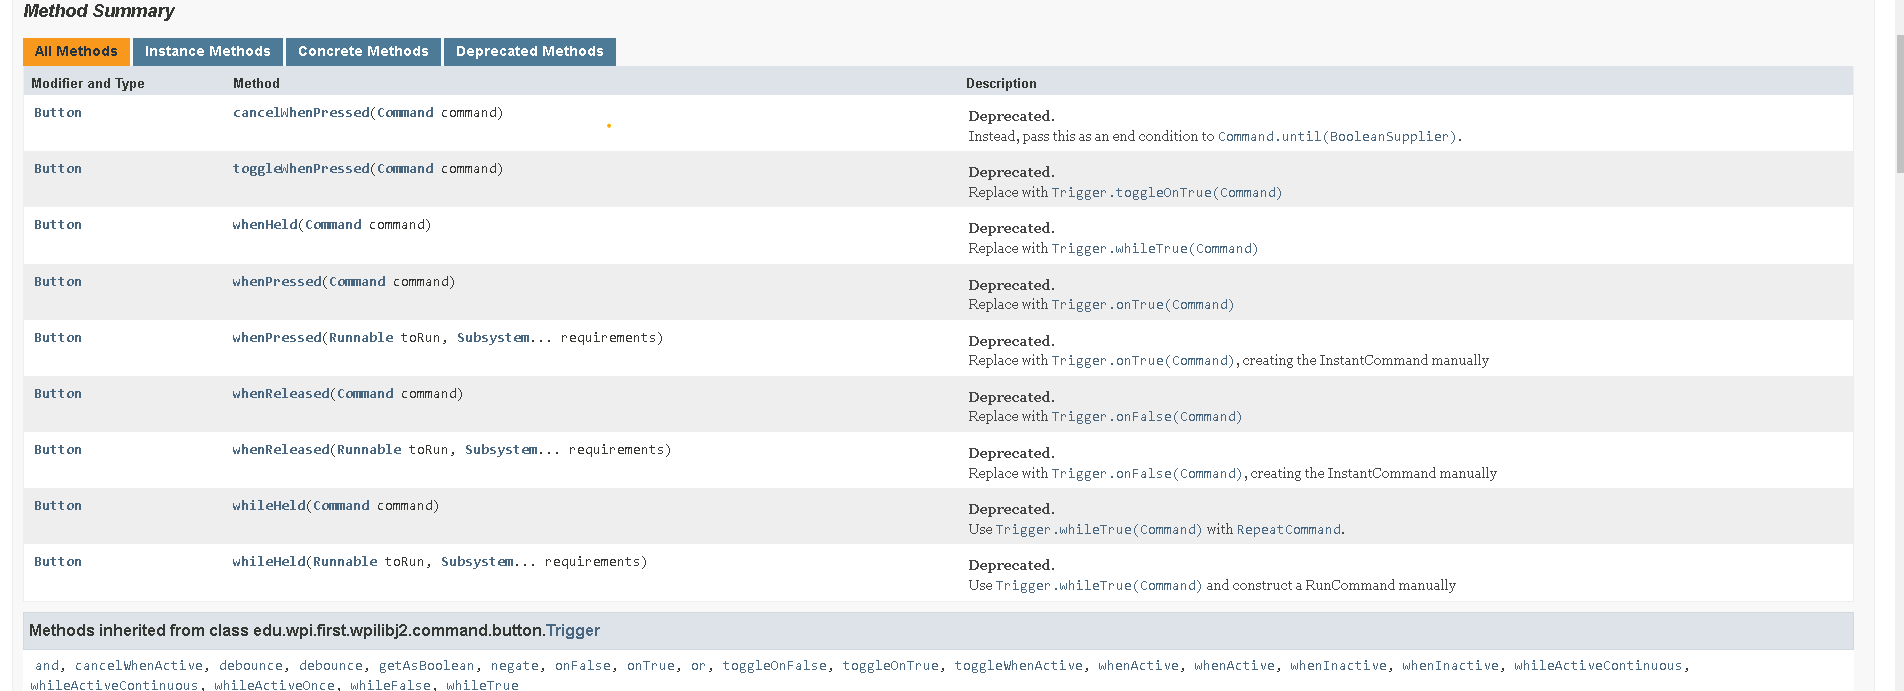 Method Summary
All Methods Instance Methods Concrete Methods Deprecated Methods
Modifier and Type Method Description
Button cancelWhenPressed(Command command) Deprecated.
Instead, pass this as an end condition to Command.until(BooleanSupplier).
Button toggleWhenPressed(Command command) Deprecated.
Replace with Trigger.toggleOnTrue(Command)
Button whenHeld(Command command) Deprecated.
Replace with Trigger.whileTrue(Command)
Button whenPressed(Command command) Deprecated.
Replace with Trigger.onTrue(Command)
Button whenPressed(Runnable toRun, Subsystem... requirements) Deprecated.
Replace with Trigger.onTrue(Command), creating the InstantCommand manually
Button whenReleased(Command command) Deprecated.
Replace with Trigger.onFalse(Command)
Button whenReleased(Runnable toRun, Subsystem... requirements) Deprecated.
Replace with Trigger.onFalse(Command), creating the InstantCommand manually
Button whileHeld(Command command) Deprecated.
Use Trigger.whileTrue(Command) with RepeatCommand.
Button whileHeld(Runnable toRun, Subsystem... requirements) Deprecated.
Use Trigger.whileTrue(Command) and construct a RunCommand manually
Methods inherited from class edu.wpi.first.wpilibj2.command.button.Trigger
and, cancelWhenActive, debounce, debounce, getAsBoolean, negate, onFalse, onTrue, or, toggleOnFalse, toggleOnTrue, toggleWhenActive, whenActive, whenActive, whenInactive, whenInactive, whileActiveContinuous,
whileActiveContinuous, whileActiveOnce, whileFalse, whileTrue